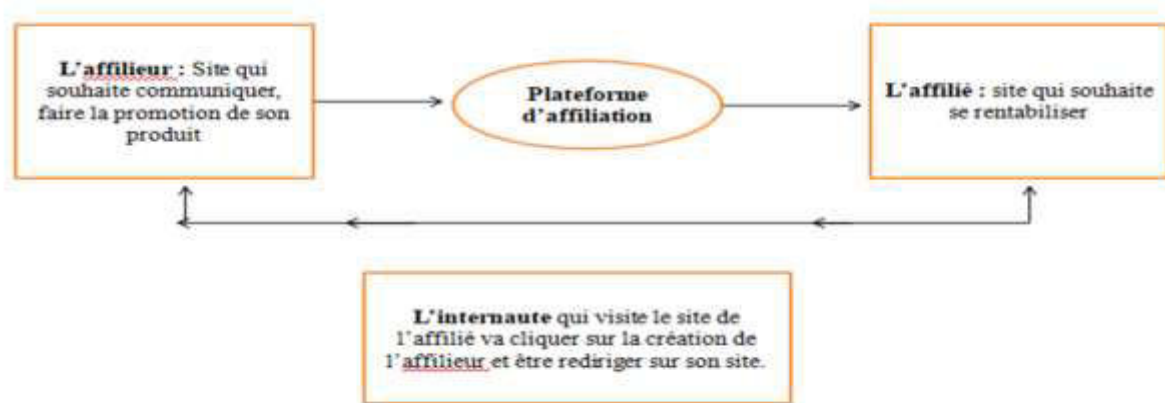 L'affilieur : Site qui
souhaite communiquer,
faire la promotion de son
produit
Plateforme
d'affiliation
L'affilié : site qui souhaite
se rentabiliser
L'internaute qui visite le site de
l'affilié va cliquer sur la création de
l'affilieur et être rediriger sur son site.